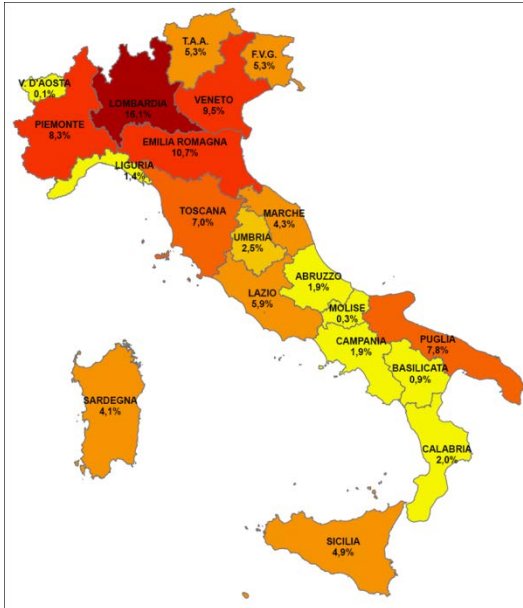 T.A.A.
5,3%
F.V.G.
5,3%
V. D'AOSTA
0,1%
LOMBARDIA
16,1%
VENETO
9,5%
PIEMONTE
8,3%
EMILIA ROMAGNA
10,7%
LIGURIA
1,4%
TOSCANA
7,0%
MARCHE
4,3%
UMBRIA
2,5%
LAZIO
5,9%
ABRUZZO
1,9%
MOLISE
0,3%
CAMPANIA
1,9%
PUGLIA
7,8%
BASILICATA
0,9%
SARDEGNA
4,1%
CALABRIA
2,0%
SICILIA
4,9%